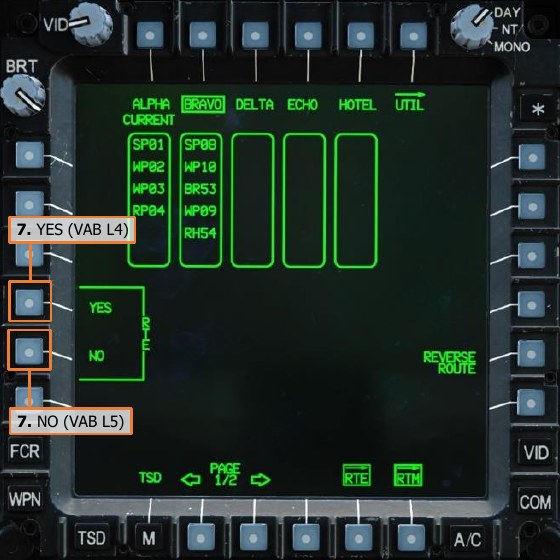 VID
DAY
NT/
MONO
BRT
*
ALPHA BRAVO DELTA ECHO HOTEL UTIL
CURRENT
SP01 SP08
WP02 WP10
WP03 BR53
RP04 WP09
RH54
7. YES (VAB L4)
YES
RTE
NO
REVERSE
ROUTE
7. NO (VAB L5)
FCR
VID
TSD
PAGE
1/2
RTE
RTM
WPN
COM
TSD
M
A/C